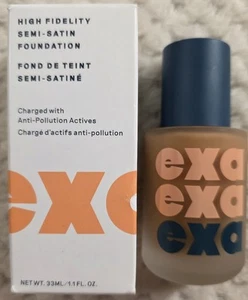 HIGH FIDELITY
SEMI-SATIN
FOUNDATION
FOND DE TEINT
SEMI-SATINÉ
Charged with
Anti-Pollution Actives
Chargé d'actifs anti-pollution
exa
NET WT. 33ML/1.1 FL. OZ.
exa
exa
exa